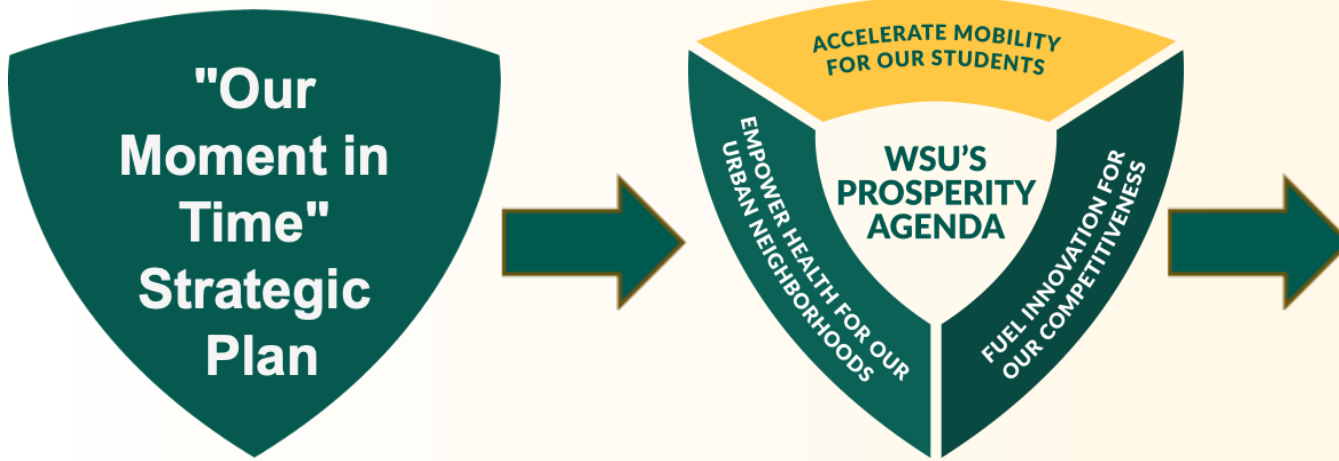 "Our
Moment in
Time"
Strategic
Plan
ACCELERATE MOBILITY
FOR OUR STUDENTS
EMPOWER HEALTH FOR OUR
URBAN NEIGHBORHOODS
WSU'S
PROSPERITY
AGENDA
FUEL INNOVATION FOR
OUR COMPETITIVENESS